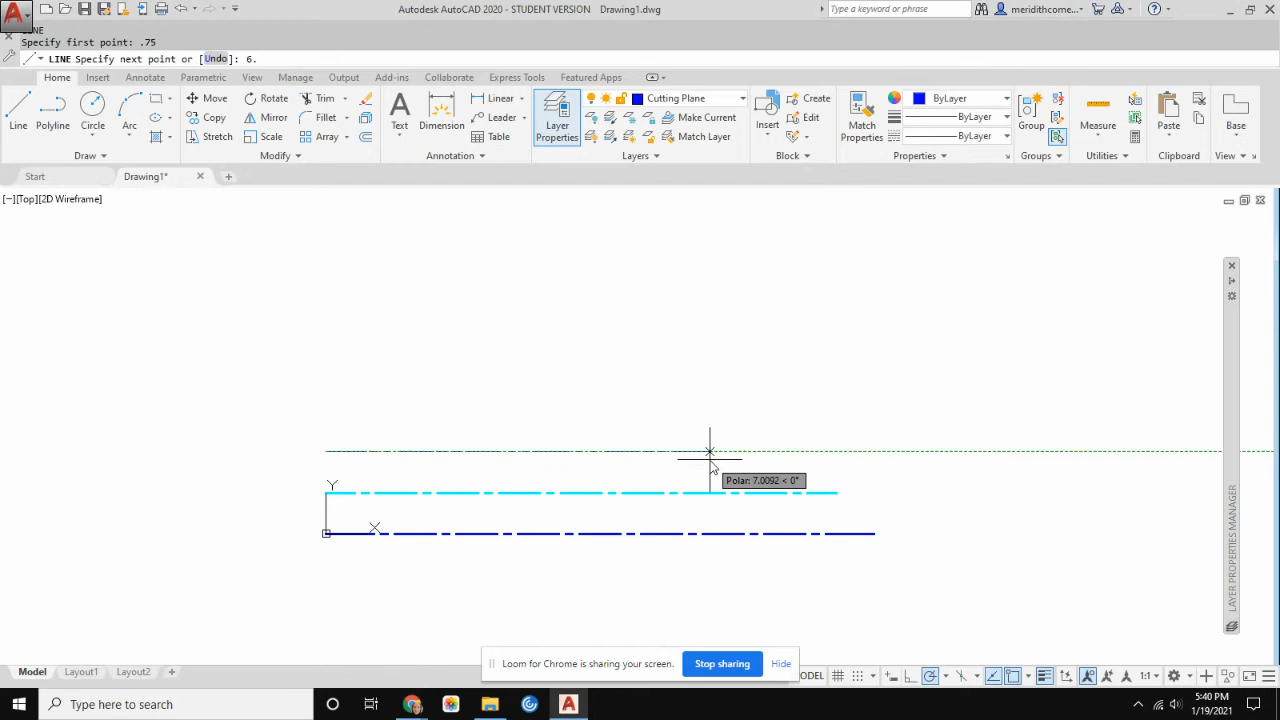 Autodesk AutoCAD 2020 - STUDENT VERSION Drawing1.dwg
Type a keyword or phrase
meridithcome...
LINE
Specify first point: .75
LINE Specify next point or [Undo]: 6.
Home Insert Annotate Parametric View Manage Output Add-ins Collaborate Express Tools Featured Apps
Line Polyline Circle Arc
Move Rotate Trim
Copy Mirror Fillet
Stretch Scale Array
Text Dimension
Linear
Leader
Table
Layer
Properties
Cutting Plane
Make Current
Match Layer
Insert
Create
Edit
Match
Properties
ByLayer
ByLayer
ByLayer
Group
Measure
Paste
Base
Draw Modify Annotation Layers Block Properties Groups Utilities Clipboard View
Start Drawing1*
[−][Top][2D Wireframe]
Polar: 7.0092 < 0°
Y
X
LAYER PROPERTIES MANAGER
Loom for Chrome is sharing your screen. Stop sharing Hide
Model Layout1 Layout2
ODEL
1:1
Type here to search
5:40 PM
1/19/2021